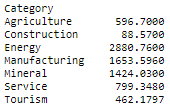 Category
Agriculture 596.7000
Construction 88.5700
Energy 2880.7600
Manufacturing 1653.5960
Mineral 1424.0300
Service 799.3480
Tourism 462.1797